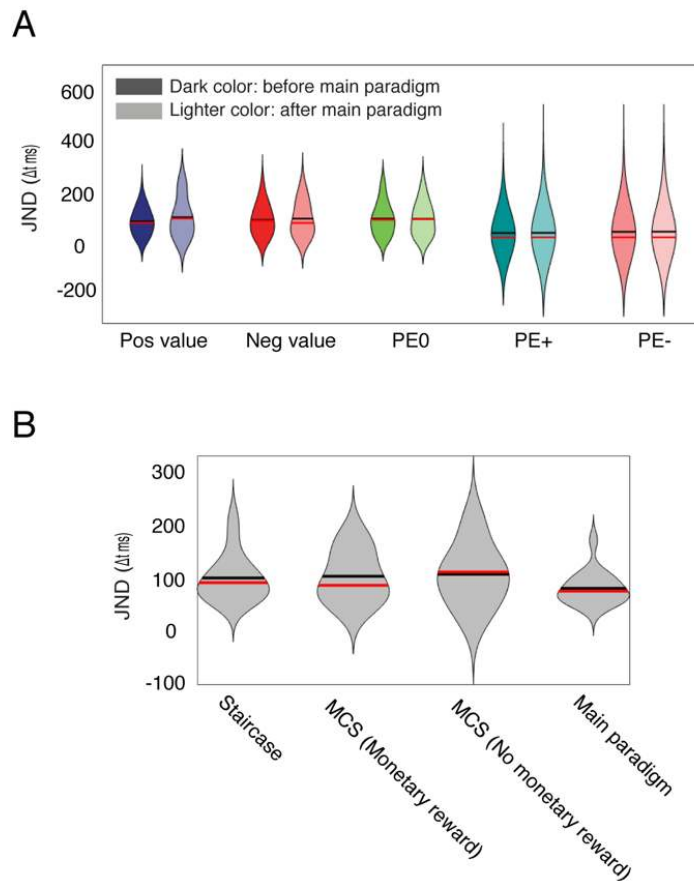 A
Dark color: before main paradigm
Lighter color: after main paradigm
JND (Δt ms)
600
400
200
0
-200
Pos value
Neg value
PE0
PE+
PE-
B
JND (Δt ms)
300
200
100
0
-100
Staircase
MCS (Monetary reward)
MCS (No monetary reward)
Main paradigm